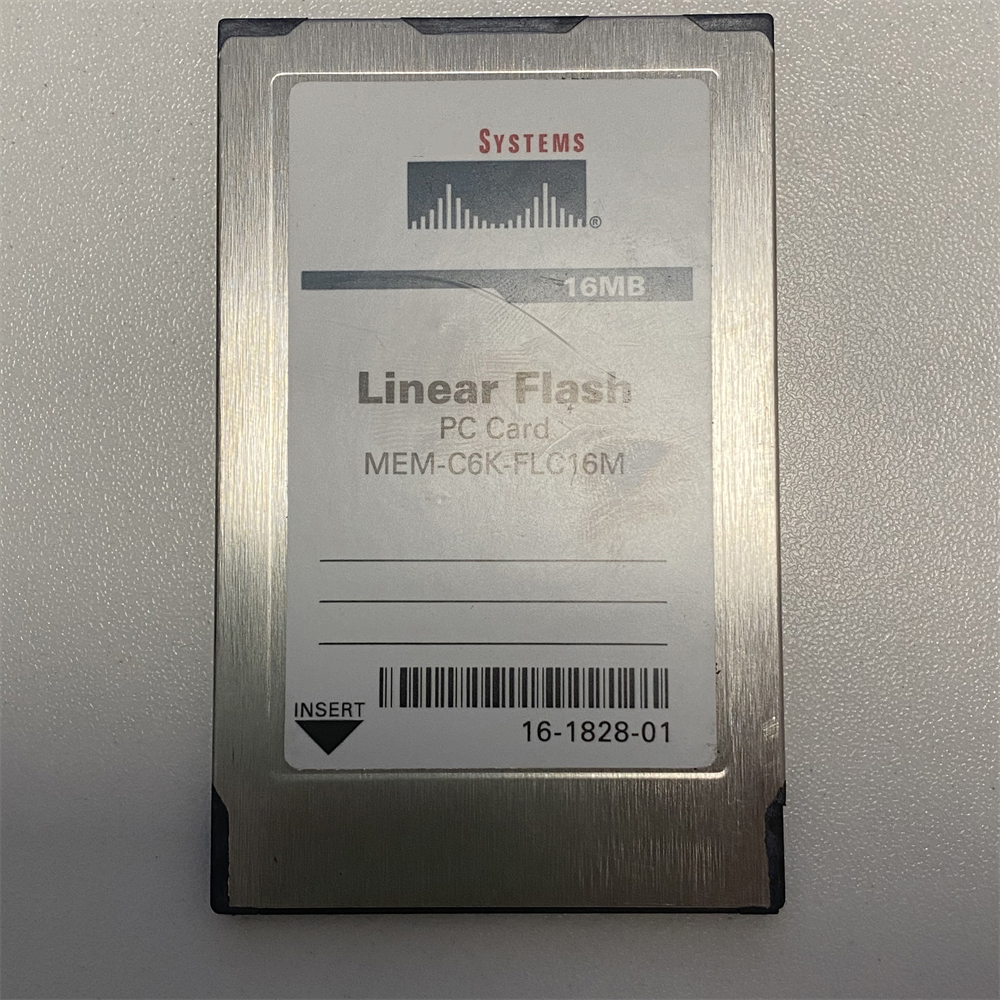 SYSTEMS
®
16MB
Linear Flash
PC Card
MEM-C6K-FLC16M
INSERT
16-1828-01